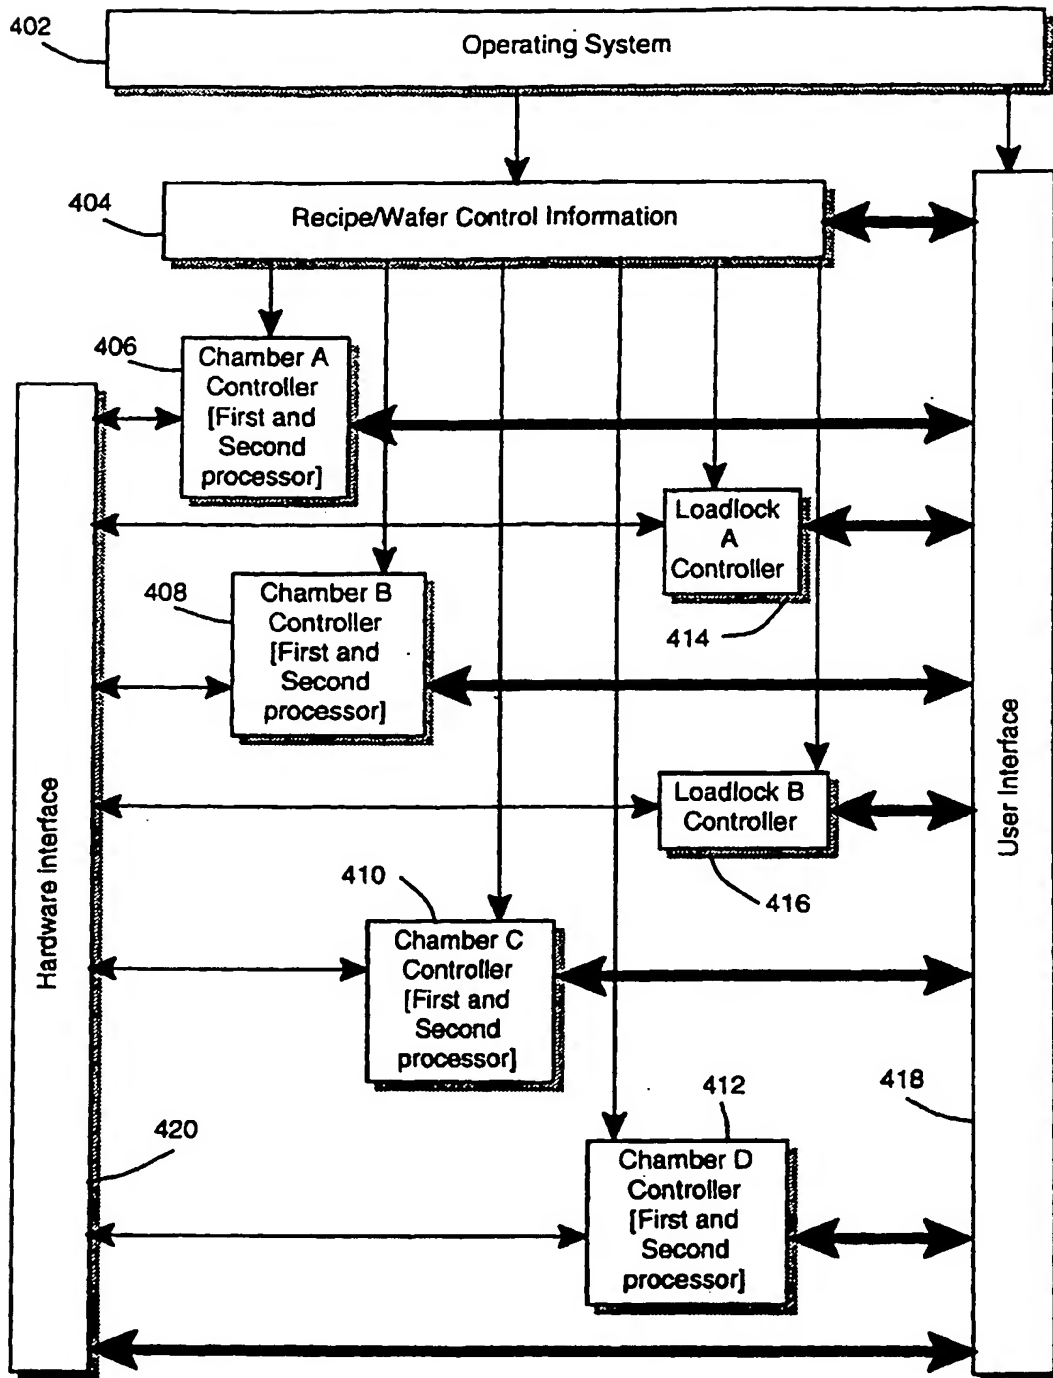 402
Operating System
404
Recipe/Wafer Control Information
406
Chamber A
Controller
[First and
Second
processor]
Loadlock
A
Controller
414
408
Chamber B
Controller
[First and
Second
processor]
Loadlock B
Controller
416
410
Chamber C
Controller
[First and
Second
processor]
412
Chamber D
Controller
[First and
Second
processor]
Hardware interface
420
User Interface
418